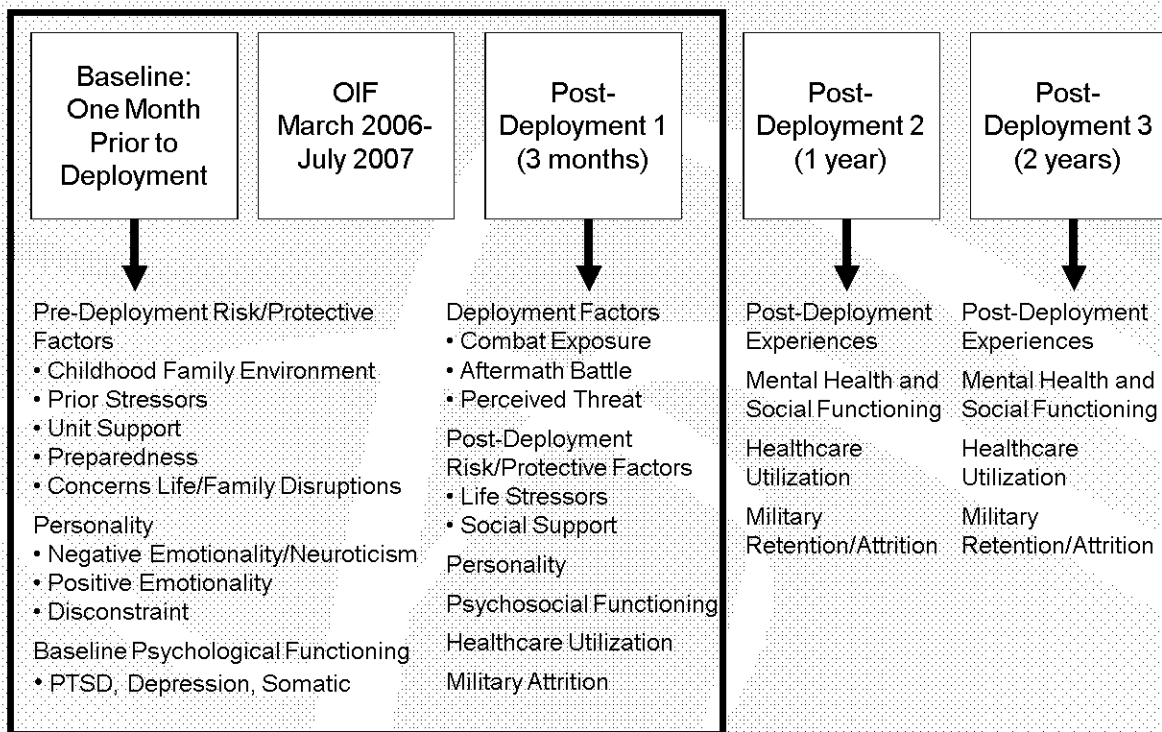 Baseline:
One Month
Prior to
Deployment
OIF
March 2006-
July 2007
Post-
Deployment 1
(3 months)
Post-
Deployment 2
(1 year)
Post-
Deployment 3
(2 years)
Pre-Deployment Risk/Protective
Factors
• Childhood Family Environment
• Prior Stressors
• Unit Support
• Preparedness
• Concerns Life/Family Disruptions
Personality
• Negative Emotionality/Neuroticism
• Positive Emotionality
• Disconstraint
Baseline Psychological Functioning
• PTSD, Depression, Somatic
Deployment Factors
• Combat Exposure
• Aftermath Battle
• Perceived Threat
Post-Deployment
Risk/Protective Factors
• Life Stressors
• Social Support
Personality
Psychosocial Functioning
Healthcare Utilization
Military Attrition
Post-Deployment
Experiences
Mental Health and
Social Functioning
Healthcare
Utilization
Military
Retention/Attrition
Post-Deployment
Experiences
Mental Health and
Social Functioning
Healthcare
Utilization
Military
Retention/Attrition